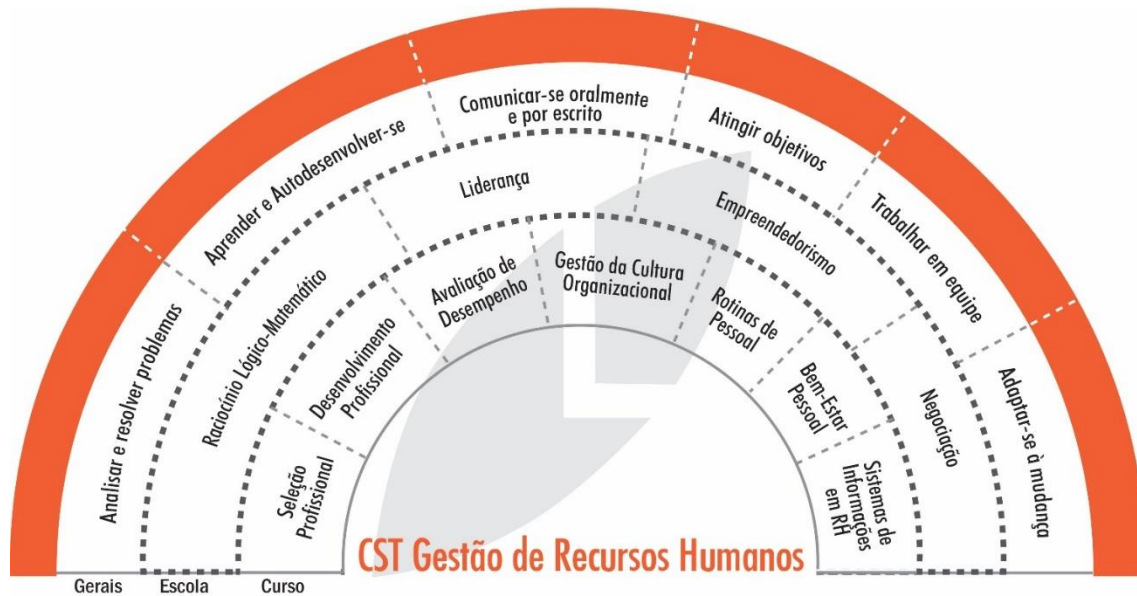 Analisar e resolver problemas
Aprender e Autodesenvolver-se
Comunicar-se oralmente
e por escrito
Atingir objetivos
Trabalhar em equipe
Adaptar-se à mudança
Raciocínio Lógico-Matemático
Liderança
Empreendedorismo
Negociação
Seleção
Profissional
Desenvolvimento
Profissional
Avaliação de
Desempenho
Gestão da Cultura
Organizacional
Rotinas de
Pessoal
Bem-Estar
Pessoal
Sistemas de
Informações
em RH
CST Gestão de Recursos Humanos
Gerais
Escola
Curso